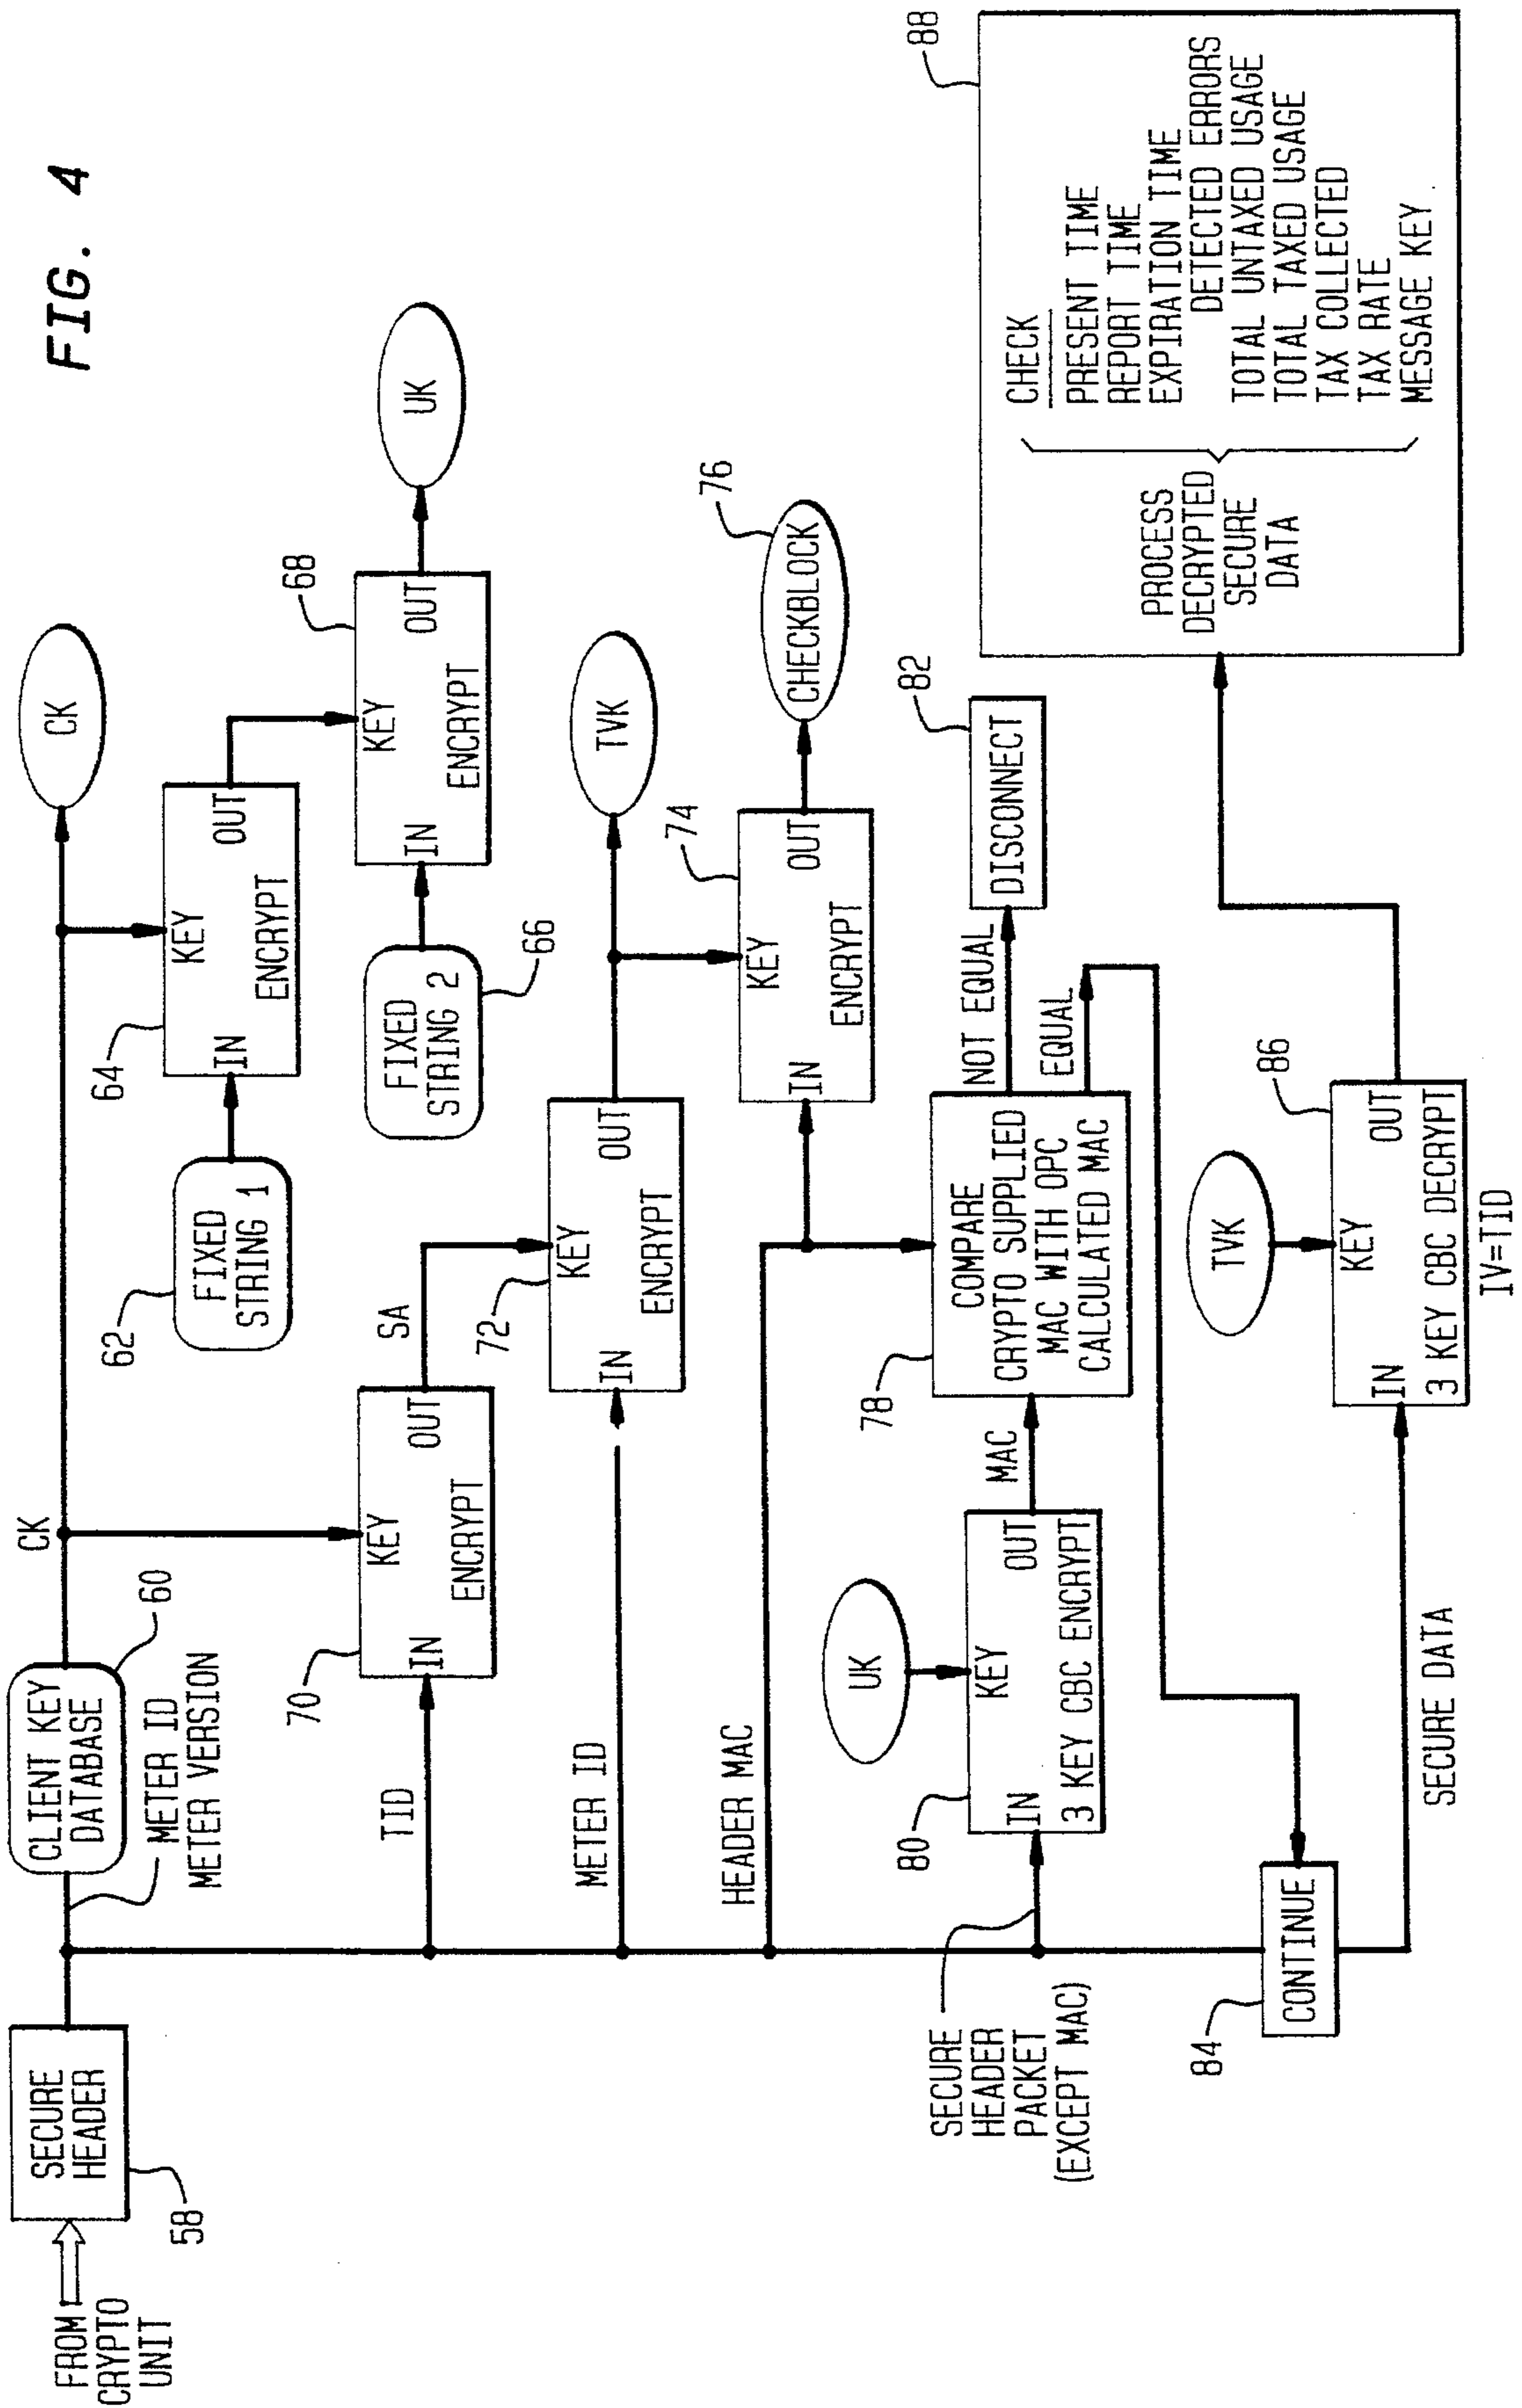 FIG. 4
FROM
CRYPTO
UNIT
SECURE
HEADER
58
CLIENT KEY
DATABASE
60
METER ID
METER VERSION
CK
CK
FIXED
STRING 1
62
64
KEY
IN
OUT
ENCRYPT
FIXED
STRING 2
66
68
KEY
IN
OUT
ENCRYPT
UK
TID
70
KEY
IN
OUT
ENCRYPT
SA
METER ID
72
KEY
IN
OUT
ENCRYPT
TVK
HEADER MAC
74
KEY
IN
OUT
ENCRYPT
76
CHECKBLOCK
SECURE
HEADER
PACKET
(EXCEPT MAC)
UK
80
KEY
IN
OUT
3 KEY CBC ENCRYPT
MAC
78
COMPARE
CRYPTO SUPPLIED
MAC WITH OPC
CALCULATED MAC
NOT EQUAL
EQUAL
82
DISCONNECT
84
CONTINUE
SECURE DATA
TVK
86
KEY
IN
OUT
3 KEY CBC DECRYPT
IV=TID
88
PROCESS
DECRYPTED
SECURE
DATA
CHECK
PRESENT TIME
REPORT TIME
EXPIRATION TIME
DETECTED ERRORS
TOTAL UNTAXED USAGE
TOTAL TAXED USAGE
TAX COLLECTED
TAX RATE
MESSAGE KEY